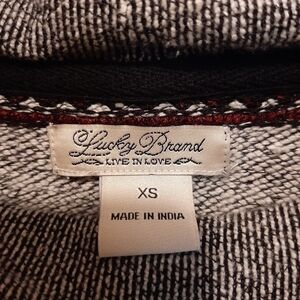 Lucky Brand
LIVE IN LOVE
XS
MADE IN INDIA